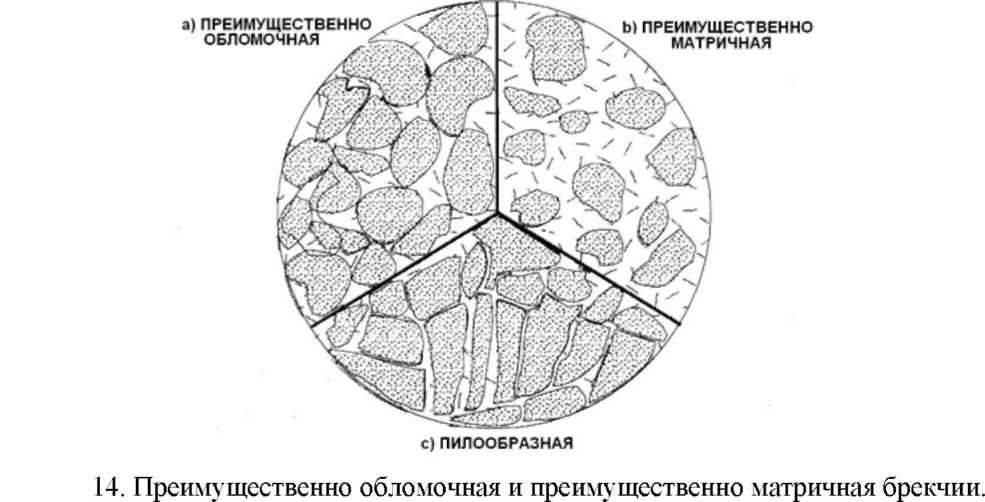 a) ПРЕИМУЩЕСТВЕННО
ОБЛОМОЧНАЯ
b) ПРЕИМУЩЕСТВЕННО
МАТРИЧНАЯ
c) ПИЛООБРАЗНАЯ
14. Преимущественно обломочная и преимущественно матричная брекчии.